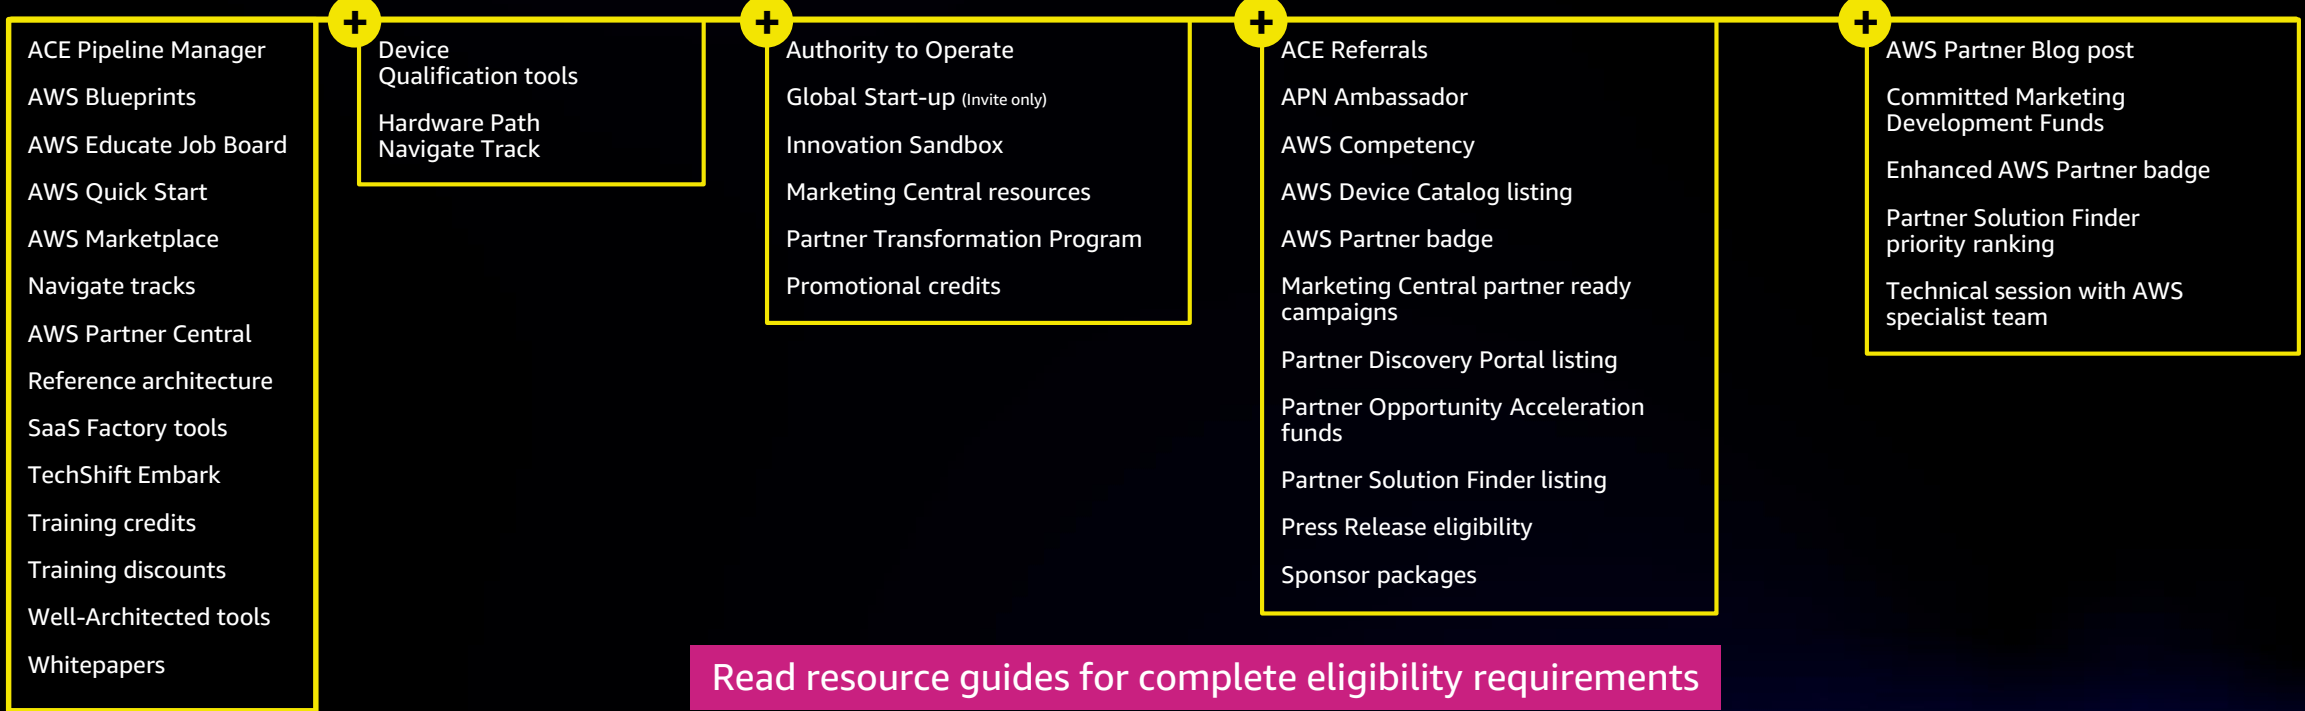 +
+
+
+
ACE Pipeline Manager
AWS Blueprints
AWS Educate Job Board
AWS Quick Start
AWS Marketplace
Navigate tracks
AWS Partner Central
Reference architecture
SaaS Factory tools
TechShift Embark
Training credits
Training discounts
Well-Architected tools
Whitepapers
Device
Qualification tools
Hardware Path
Navigate Track
Authority to Operate
Global Start-up (Invite only)
Innovation Sandbox
Marketing Central resources
Partner Transformation Program
Promotional credits
ACE Referrals
APN Ambassador
AWS Competency
AWS Device Catalog listing
AWS Partner badge
Marketing Central partner ready
campaigns
Partner Discovery Portal listing
Partner Opportunity Acceleration
funds
Partner Solution Finder listing
Press Release eligibility
Sponsor packages
AWS Partner Blog post
Committed Marketing
Development Funds
Enhanced AWS Partner badge
Partner Solution Finder
priority ranking
Technical session with AWS
specialist team
Read resource guides for complete eligibility requirements